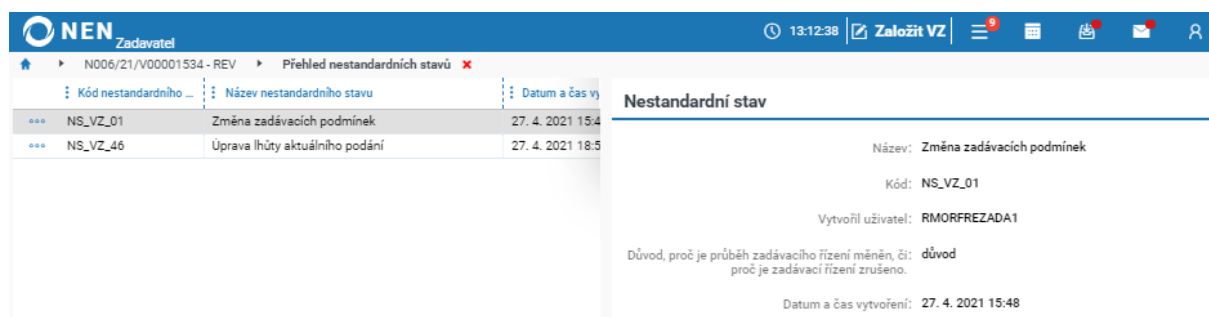 NEN Zadavatel 13:12:38 Založit VZ 9
N006/21/V00001534 - REV Přehled nestandardních stavů
Kód nestandardního ... Název nestandardního stavu Datum a čas vy
NS_VZ_01 Změna zadávacích podmínek 27. 4. 2021 15:4
NS_VZ_46 Úprava lhůty aktuálního podání 27. 4. 2021 18:5
Nestandardní stav
Název: Změna zadávacích podmínek
Kód: NS_VZ_01
Vytvořil uživatel: RMORFREZADA1
Důvod, proč je průběh zadávacího řízení měněn, či: důvod
proč je zadávací řízení zrušeno.
Datum a čas vytvoření: 27. 4. 2021 15:48